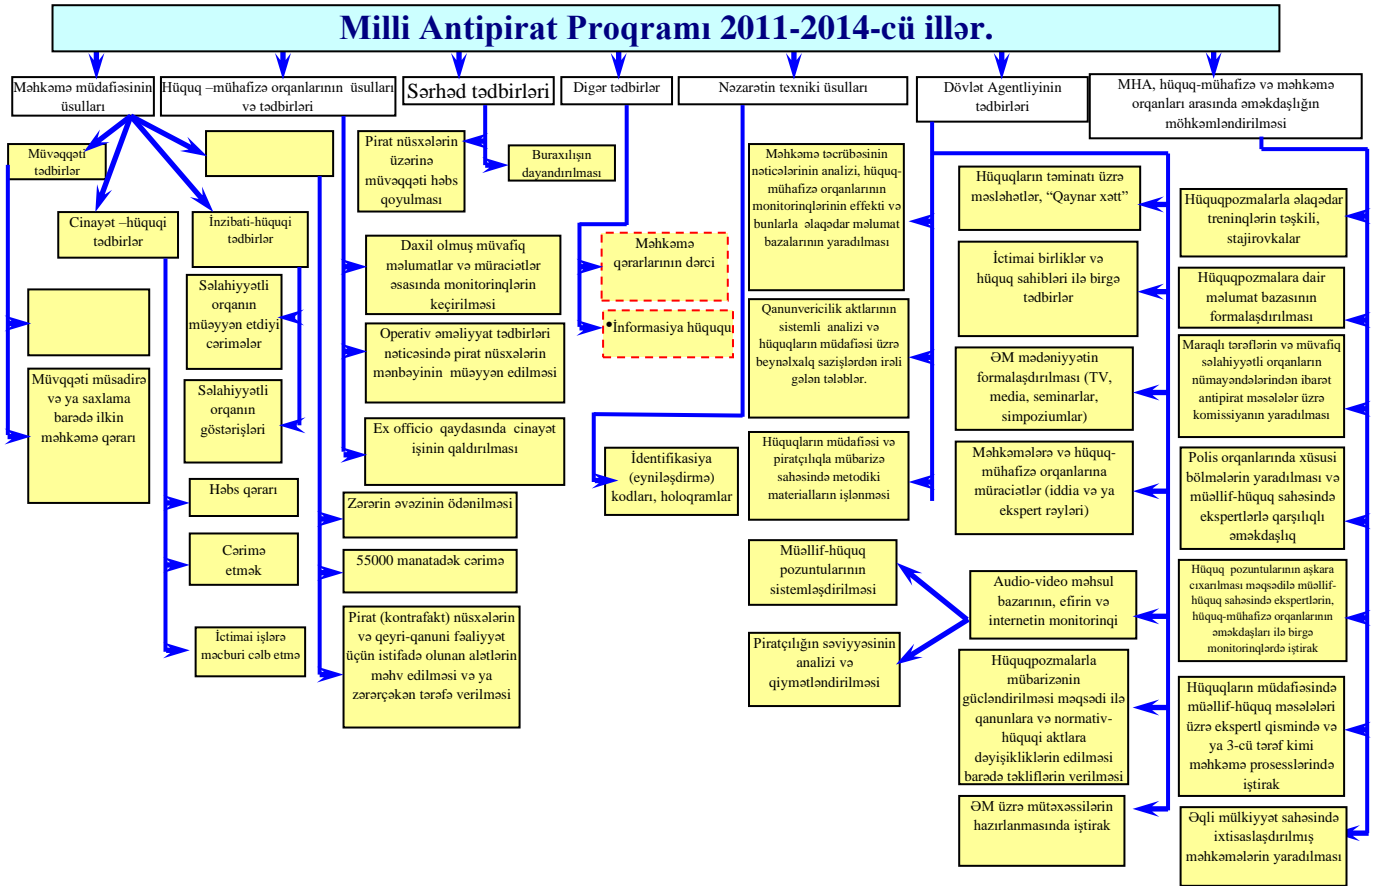 Milli Antipirat Proqramı 2011-2014-cü illər.
Məhkəmə müdafiəsinin
üsulları
Hüquq –mühafizə orqanlarının üsulları
və tədbirləri
Sərhəd tədbirləri
Digər tədbirlər
Nəzarətin texniki üsulları
Dövlət Agentliyinin
tədbirləri
MHA, hüquq-mühafizə və məhkəmə
orqanları arasında əməkdaşlığın
möhkəmləndirilməsi
Müvəqqəti
tədbirlər
Cinayət –hüquqi
tədbirlər
İnzibati-hüquqi
tədbirlər
Müvqqəti müsadirə
və ya saxlama
barədə ilkin
məhkəmə qərarı
Səlahiyyətli
orqanın
müəyyən etdiyi
cərimələr
Səlahiyyətli
orqanın
göstərişləri
Həbs qərarı
Cərimə
etmək
İctimai işlərə
məcburi cəlb etmə
Pirat nüsxələrin
üzərinə
müvəqqəti həbs
qoyulması
Buraxılışın
dayandırılması
Daxil olmuş müvafiq
məlumatlar və müraciətlər
əsasında monitorinqlərin
keçirilməsi
Operativ əməliyyat tədbirləri
nəticəsində pirat nüsxələrin
mənbəyinin müəyyən edilməsi
Ex officio qaydasında cinayət
işinin qaldırılması
Zərərin əvəzinin ödənilməsi
55000 manatadək cərimə
Pirat (kontrafakt) nüsxələrin
və qeyri-qanuni fəaliyyət
üçün istifadə olunan alətlərin
məhv edilməsi və ya
zərərçəkən tərəfə verilməsi
Məhkəmə
qərarlarının dərci
•İnformasiya hüququ
İdentifikasiya
(eyniləşdirmə)
kodları, holoqramlar
Məhkəmə təcrübəsinin
nəticələrinin analizi, hüquq-
mühafizə orqanlarının
monitorinqlərinin effekti və
bunlarla əlaqədar məlumat
bazalarının yaradılması
Qanunvericilik aktlarının
sistemli analizi və
hüquqların müdafiəsi üzrə
beynəlxalq sazişlərdən irəli
gələn tələblər.
Hüquqların müdafiəsi və
piratçılıqla mübarizə
sahəsində metodiki
materialların işlənməsi
Müəllif-hüquq
pozuntularının
sistemləşdirilməsi
Piratçılığın səviyyəsinin
analizi və
qiymətləndirilməsi
Hüquqların təminatı üzrə
məsləhətlər, “Qaynar xətt”
İctimai birliklər və
hüquq sahibləri ilə birgə
tədbirlər
ƏM mədəniyyətin
formalaşdırılması (TV,
media, seminarlar,
simpoziumlar)
Məhkəmələrə və hüquq-
mühafizə orqanlarına
müraciətlər (iddia və ya
ekspert rəyləri)
Audio-video məhsul
bazarının, efirin və
internetin monitorinqi
Hüquqpozmalarla
mübarizənin
gücləndirilməsi məqsədi ilə
qanunlara və normativ-
hüquqi aktlara
dəyişikliklərin edilməsi
barədə təkliflərin verilməsi
ƏM üzrə mütəxəssilərin
hazırlanmasında iştirak
Hüquqpozmalarla əlaqədar
treninqlərin təşkili,
stajirovkalar
Hüquqpozmalara dair
məlumat bazasının
formalaşdırılması
Maraqlı tərəflərin və müvafiq
səlahiyyətli orqanların
nümayəndələrindən ibarət
antipirat məsələlər üzrə
komissiyanın yaradılması
Polis orqanlarında xüsusi
bölmələrin yaradılması və
müəllif-hüquq sahəsində
ekspertlərlə qarşılıqlı
əməkdaşlıq
Hüquq pozuntularının aşkara
cıxarılması məqsədilə müəllif-
hüquq sahəsində ekspertlərin,
hüquq-mühafizə orqanlarının
əməkdaşları ilə birgə
monitorinqlərdə iştirak
Hüquqların müdafiəsində
müəllif-hüquq məsələləri
üzrə ekspertl qismində və
ya 3-cü tərəf kimi
məhkəmə prosesslərində
iştirak
Əqli mülkiyyət sahəsində
ixtisaslaşdırılmış
məhkəmələrin yaradılması